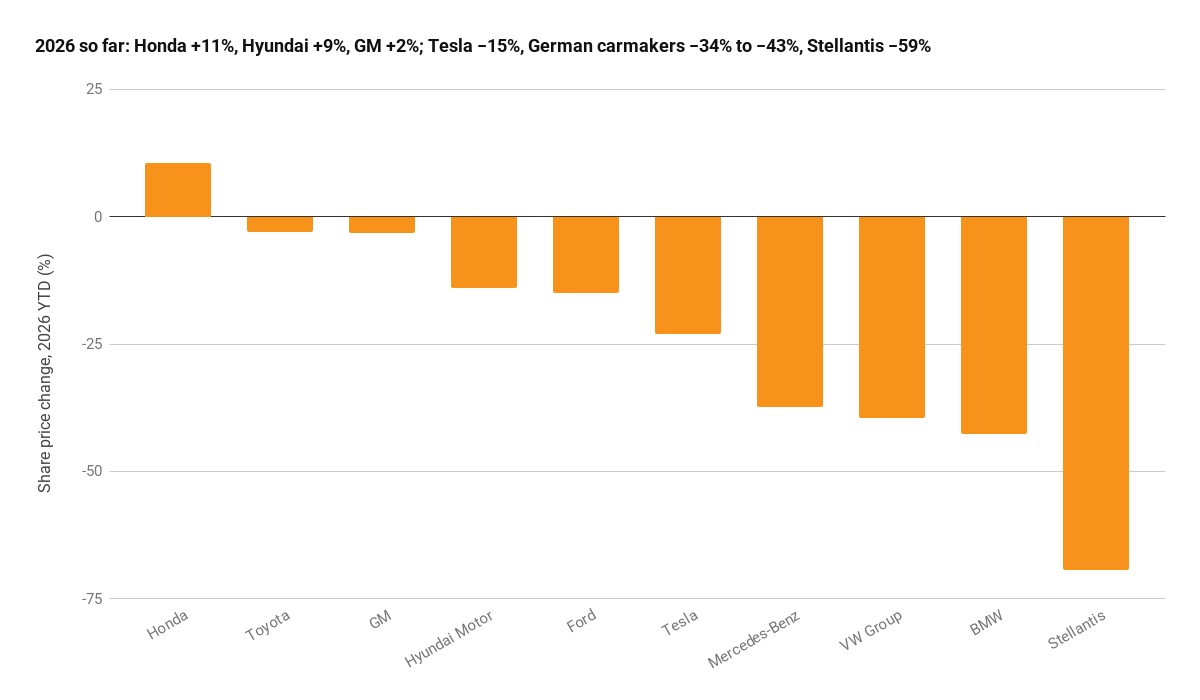 2026 so far: Honda +11%, Hyundai +9%, GM +2%; Tesla −15%, German carmakers −34% to −43%, Stellantis −59%
25
0
-25
-50
-75
Share price change, 2026 YTD (%)
Honda
Toyota
GM
Hyundai Motor
Ford
Tesla
Mercedes-Benz
VW Group
BMW
Stellantis